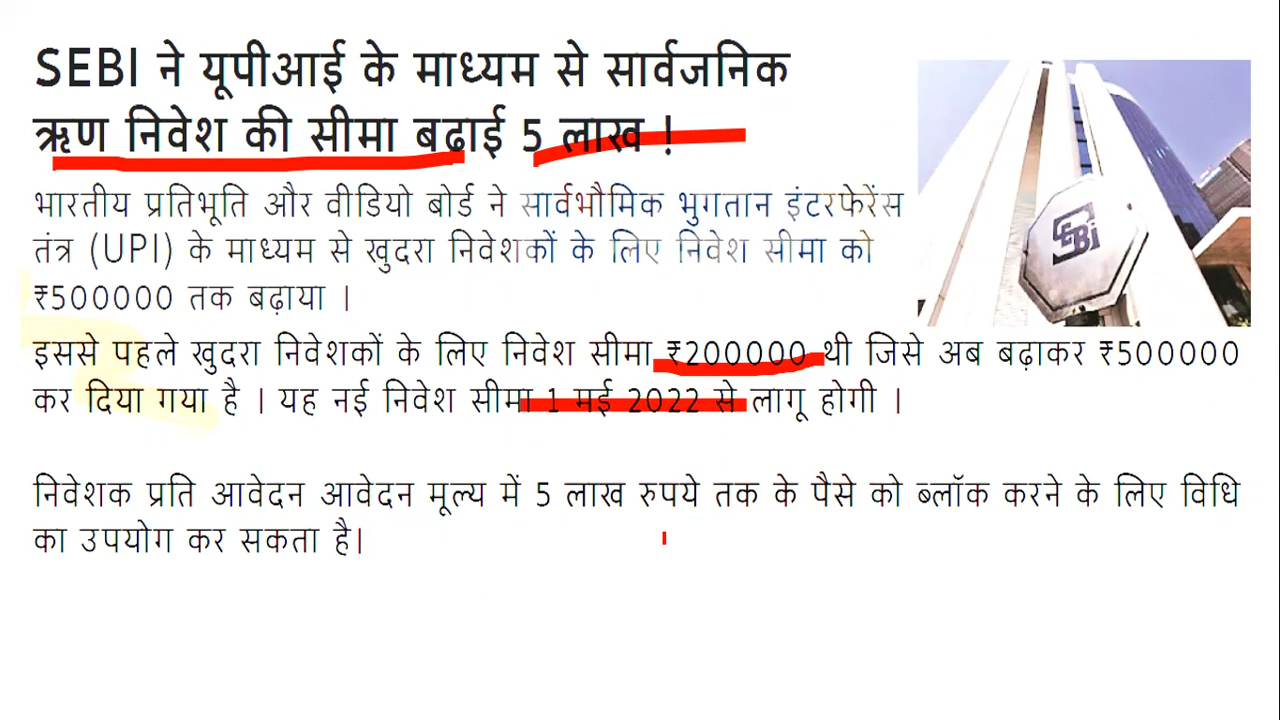 SEBI ने यूपीआई के माध्यम से सार्वजनिक
ऋण निवेश की सीमा बढाई 5 लाख !
भारतीय प्रतिभूति और वीडियो बोर्ड ने सार्वभौमिक भुगतान इंटरफेरेंस
तंत्र (UPI) के माध्यम से खुदरा निवेशकों के लिए निवेश सीमा को
₹500000 तक बढ़ाया ।
SEBI
इससे पहले खुदरा निवेशकों के लिए निवेश सीमा ₹200000 थी जिसे अब बढ़ाकर ₹500000
कर दिया गया है । यह नई निवेश सीमा 1 मई 2022 से लागू होगी ।
निवेशक प्रति आवेदन आवेदन मूल्य में 5 लाख रुपये तक के पैसे को ब्लॉक करने के लिए विधि
का उपयोग कर सकता है।